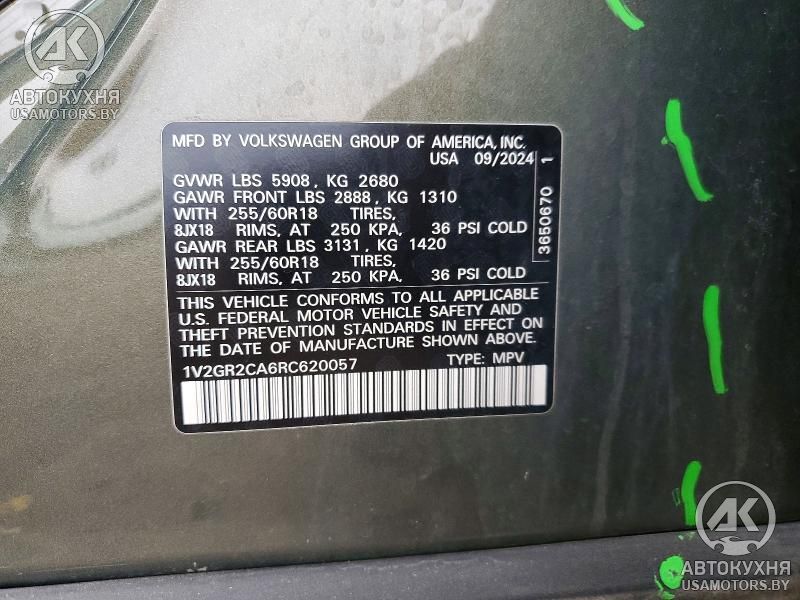 AK
АВТОКУХНЯ
USAMOTORS.BY
MFD BY VOLKSWAGEN GROUP OF AMERICA, INC.
USA 09/2024
GVWR LBS 5908, KG 2680
GAWR FRONT LBS 2888, KG 1310
WITH 255/60R18 TIRES,
8JX18 RIMS, AT 250 KPA, 36 PSI COLD
GAWR REAR LBS 3131, KG 1420
WITH 255/60R18 TIRES,
8JX18 RIMS, AT 250 KPA, 36 PSI COLD
THIS VEHICLE CONFORMS TO ALL APPLICABLE
U.S. FEDERAL MOTOR VEHICLE SAFETY AND
THEFT PREVENTION STANDARDS IN EFFECT ON
THE DATE OF MANUFACTURE SHOWN ABOVE.
1V2GR2CA6RC620057 TYPE: MPV
3650670 1
AK
АВТОКУХНЯ
USAMOTORS.BY